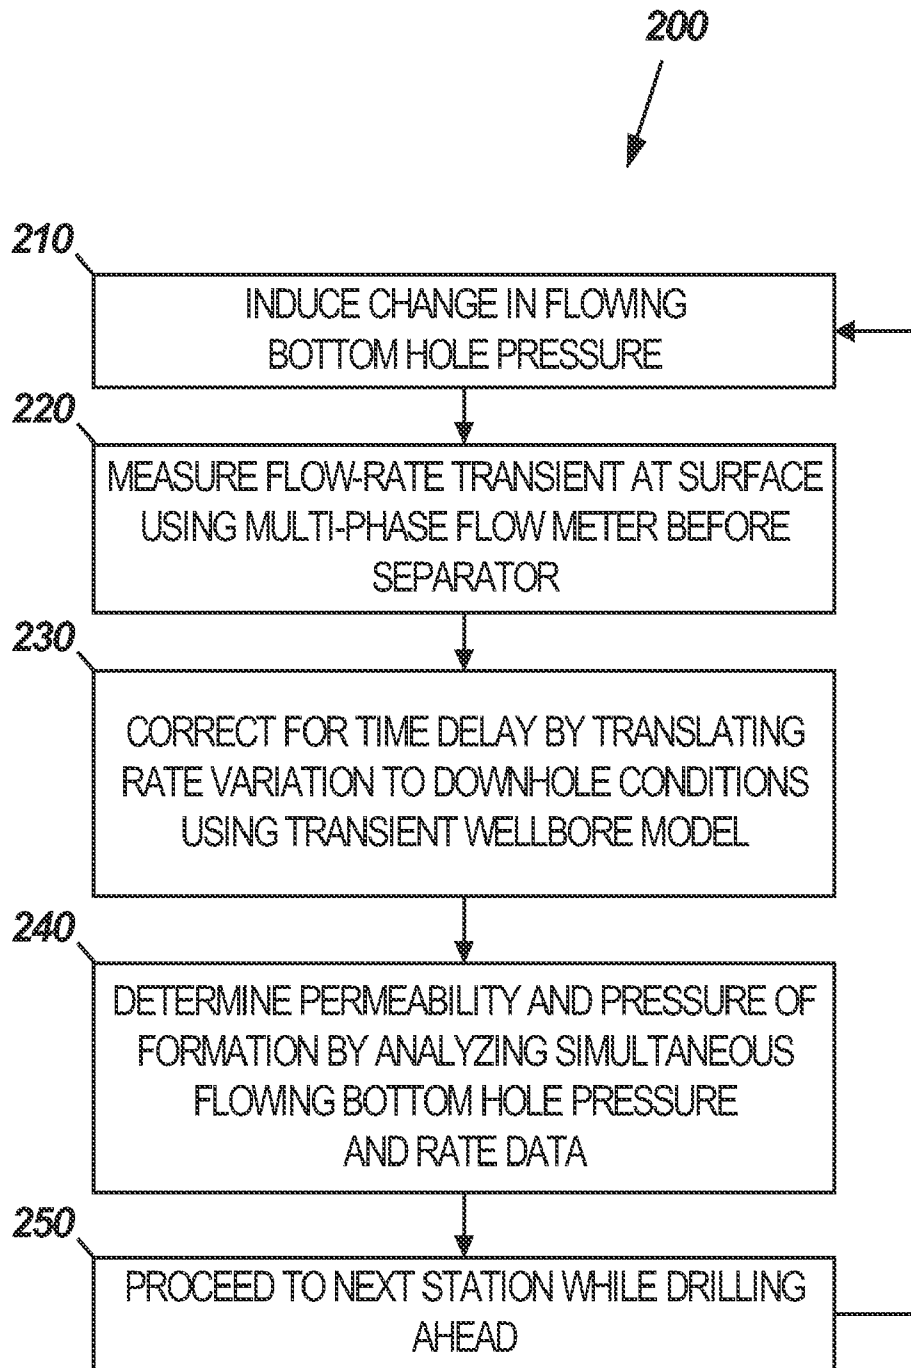 200
210
INDUCE CHANGE IN FLOWING
BOTTOM HOLE PRESSURE
220
MEASURE FLOW-RATE TRANSIENT AT SURFACE
USING MULTI-PHASE FLOW METER BEFORE
SEPARATOR
230
CORRECT FOR TIME DELAY BY TRANSLATING
RATE VARIATION TO DOWNHOLE CONDITIONS
USING TRANSIENT WELLBORE MODEL
240
DETERMINE PERMEABILITY AND PRESSURE OF
FORMATION BY ANALYZING SIMULTANEOUS
FLOWING BOTTOM HOLE PRESSURE
AND RATE DATA
250
PROCEED TO NEXT STATION WHILE DRILLING
AHEAD